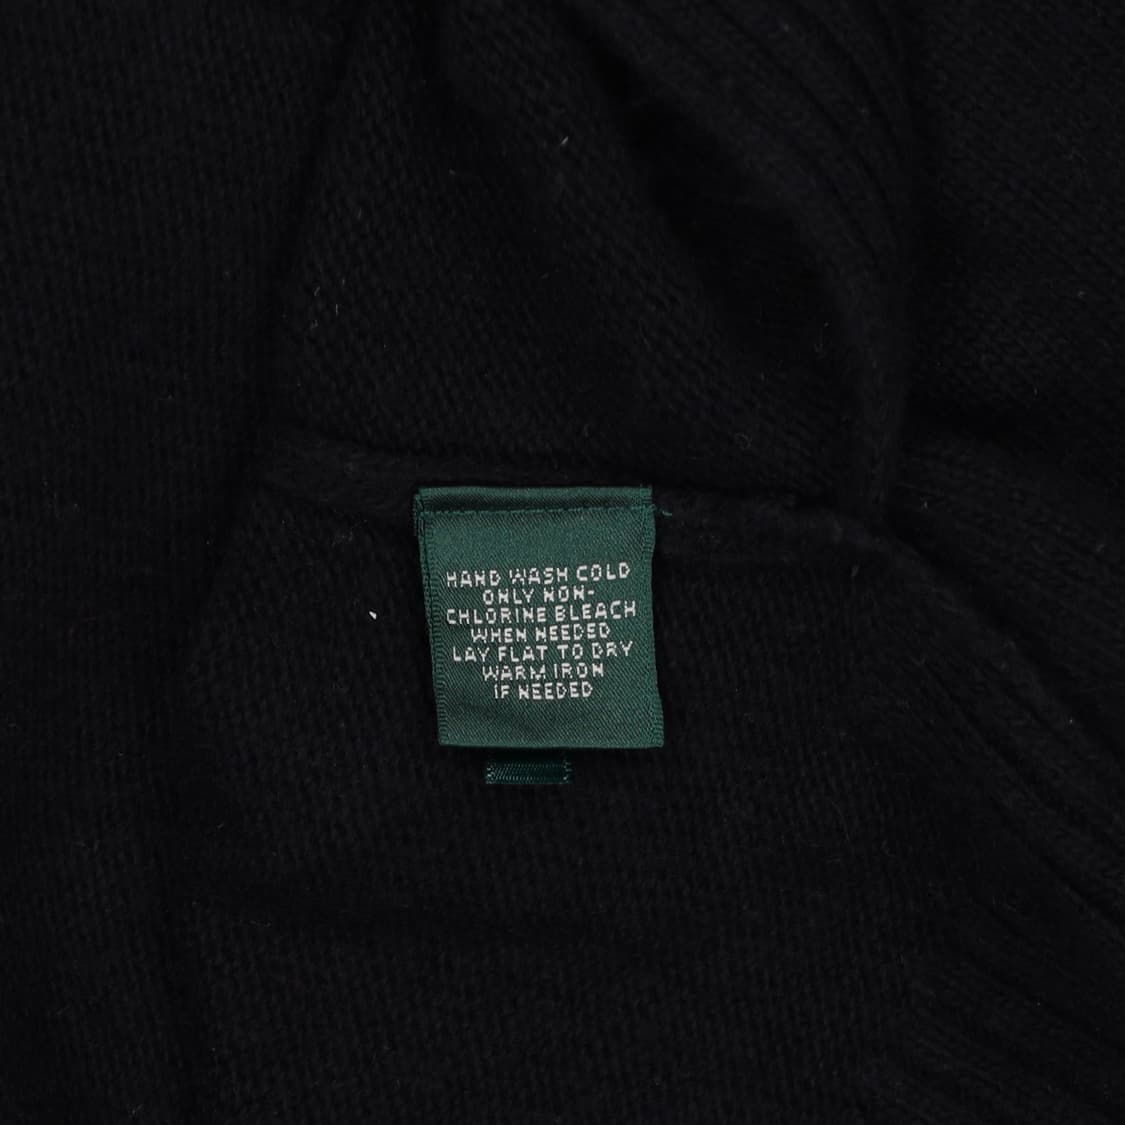 HAND WASH COLD
ONLY NON-
CHLORINE BLEACH
WHEN NEEDED
LAY FLAT TO DRY
WARM IRON
IF NEEDED